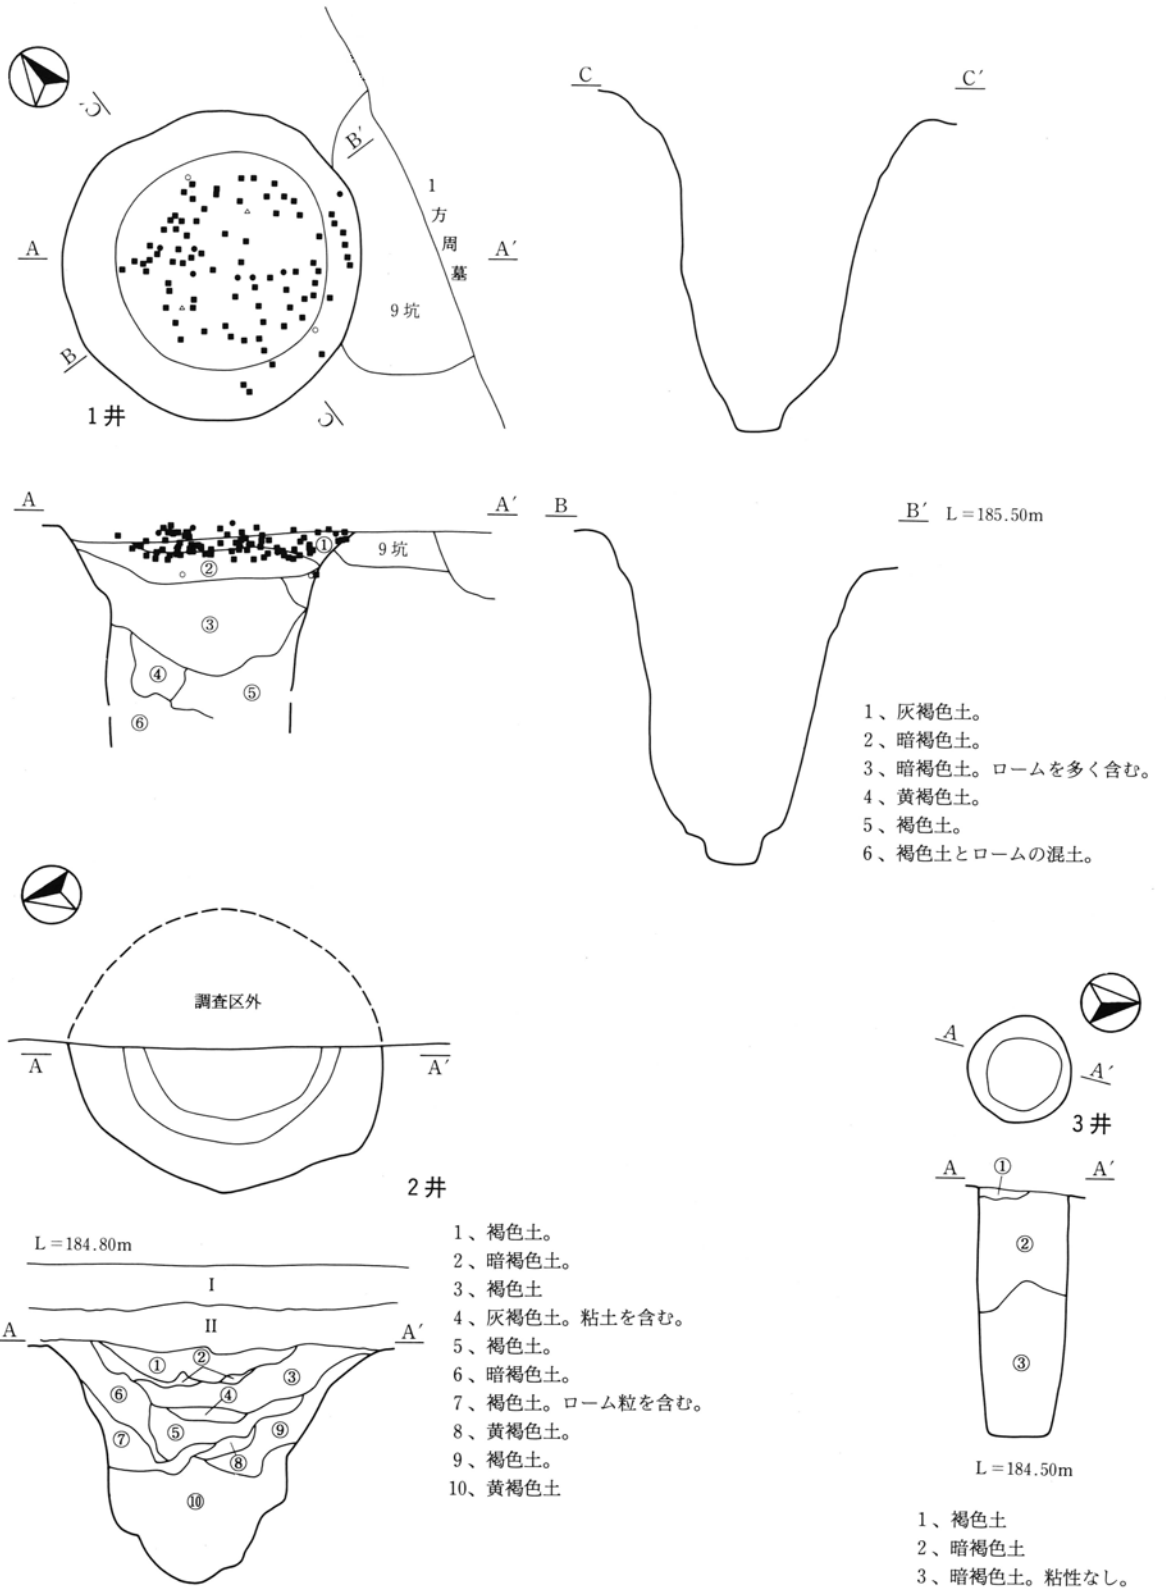 C
C′
C
B′
1
方
周
墓
A
A′
9坑
B
1井
C
A
A′
B
B′ L=185.50m
①
9坑
②
③
④
⑤
⑥
1、灰褐色土。
2、暗褐色土。
3、暗褐色土。ロームを多く含む。
4、黄褐色土。
5、褐色土。
6、褐色土とロームの混土。
調査区外
A
A′
2井
A
A′
3井
L=184.80m
I
II
A
A′
①
②
③
④
⑤
⑥
⑦
⑧
⑨
⑩
1、褐色土。
2、暗褐色土。
3、褐色土
4、灰褐色土。粘土を含む。
5、褐色土。
6、暗褐色土。
7、褐色土。ローム粒を含む。
8、黄褐色土。
9、褐色土。
10、黄褐色土
A
①
A′
②
③
L=184.50m
1、褐色土
2、暗褐色土
3、暗褐色土。粘性なし。